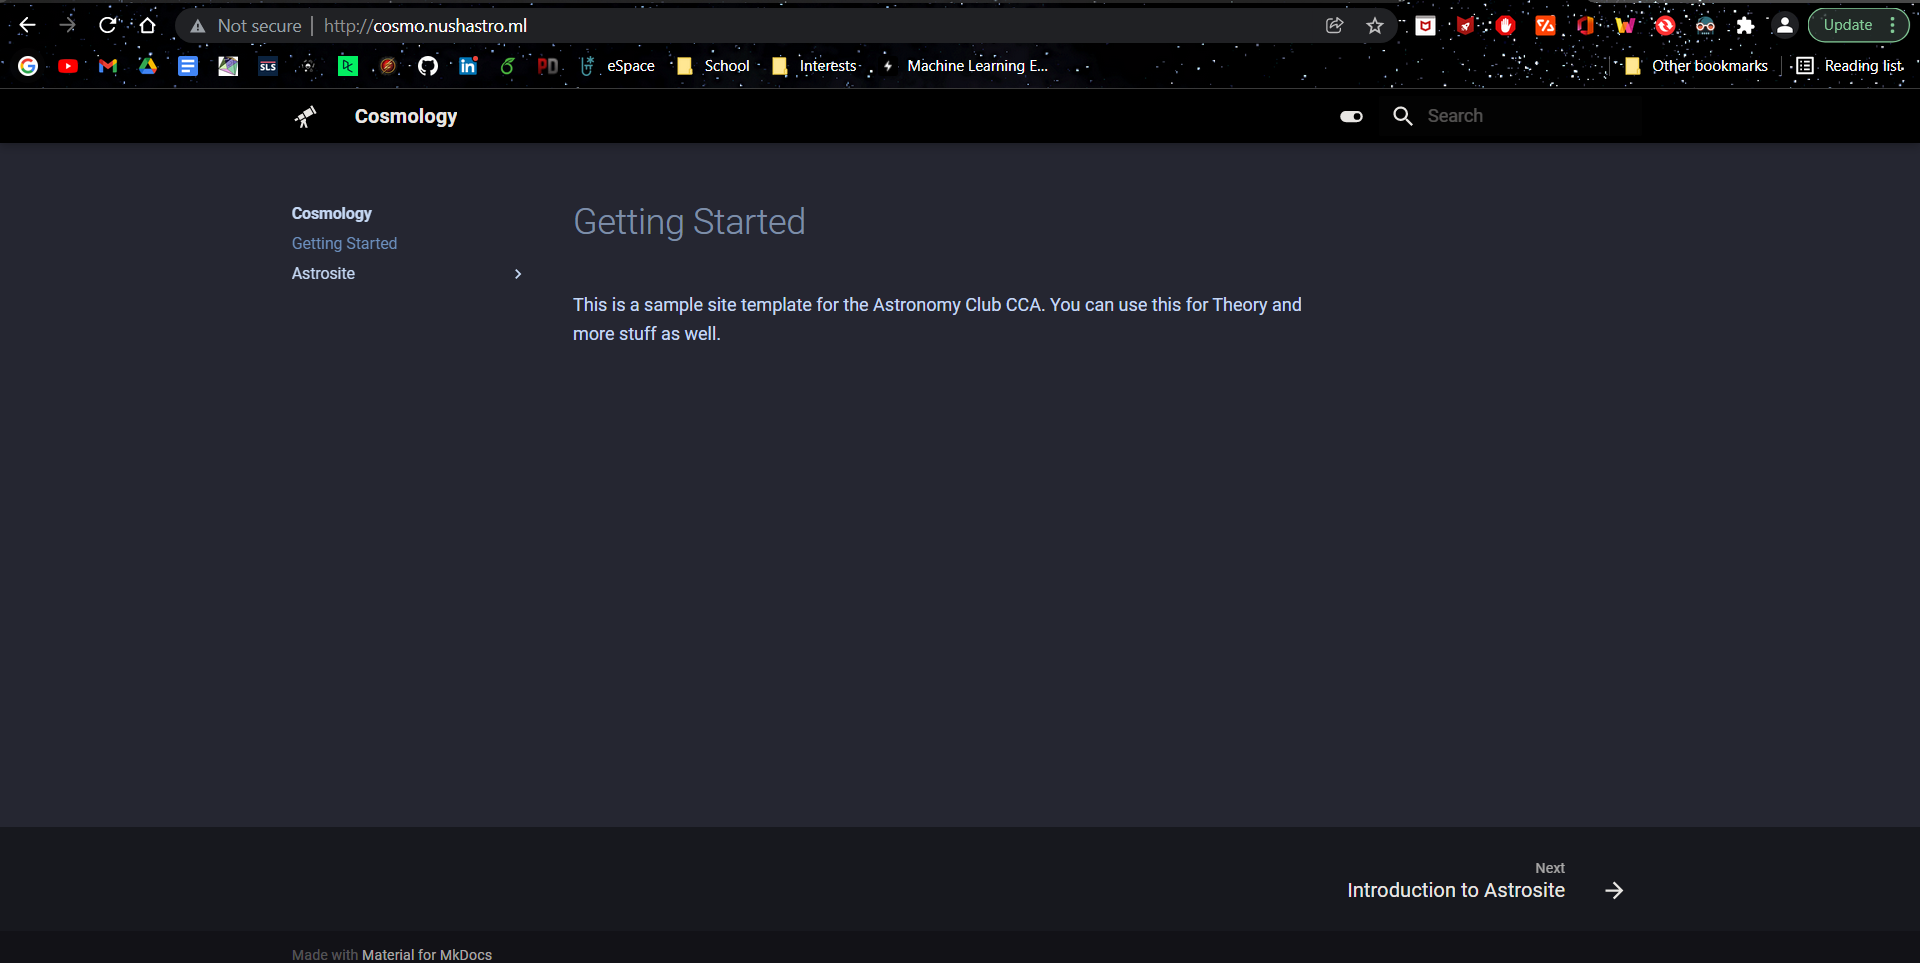 Not secure | http://cosmo.nushastro.ml
Update
SLS
PD
eSpace
School
Interests
Machine Learning E...
Other bookmarks
Reading list
Cosmology
Search
Cosmology
Getting Started
Astrosite
Getting Started
This is a sample site template for the Astronomy Club CCA. You can use this for Theory and
more stuff as well.
Next
Introduction to Astrosite
Made with Material for MkDocs